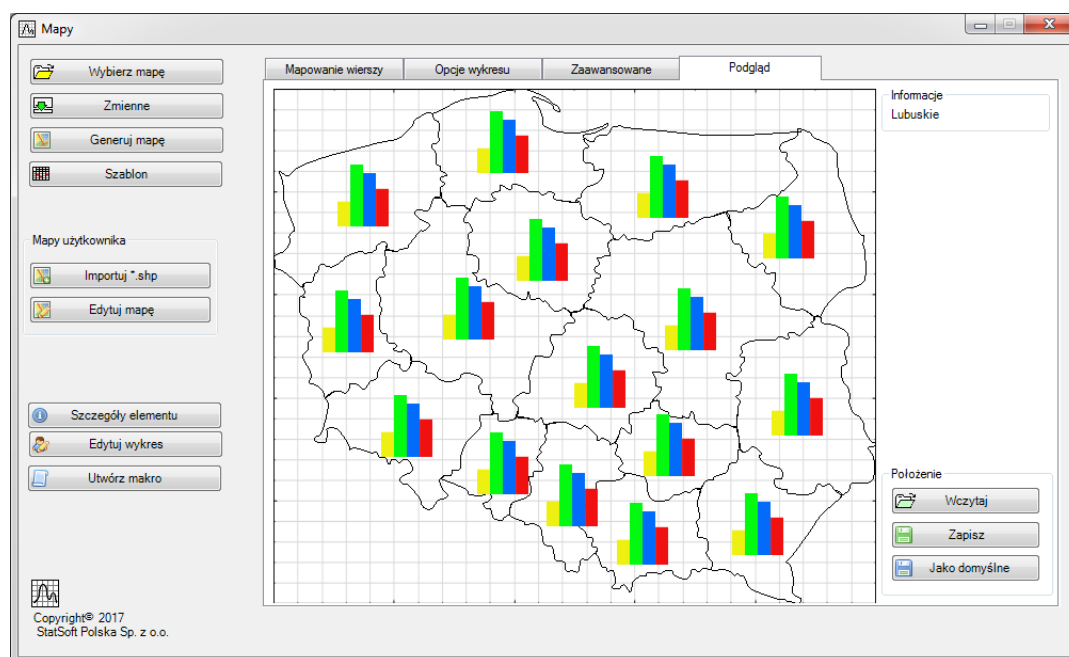 Mapy
Wybierz mapę
Zmienne
Generuj mapę
Szablon
Mapy użytkownika
Importuj *.shp
Edytuj mapę
Szczegóły elementu
Edytuj wykres
Utwórz makro
Copyright© 2017
StatSoft Polska Sp. z o.o.
Mapowanie wierszy
Opcje wykresu
Zaawansowane
Podgląd
Infomacje
Lubuskie
Położenie
Wczytaj
Zapisz
Jako domyślne